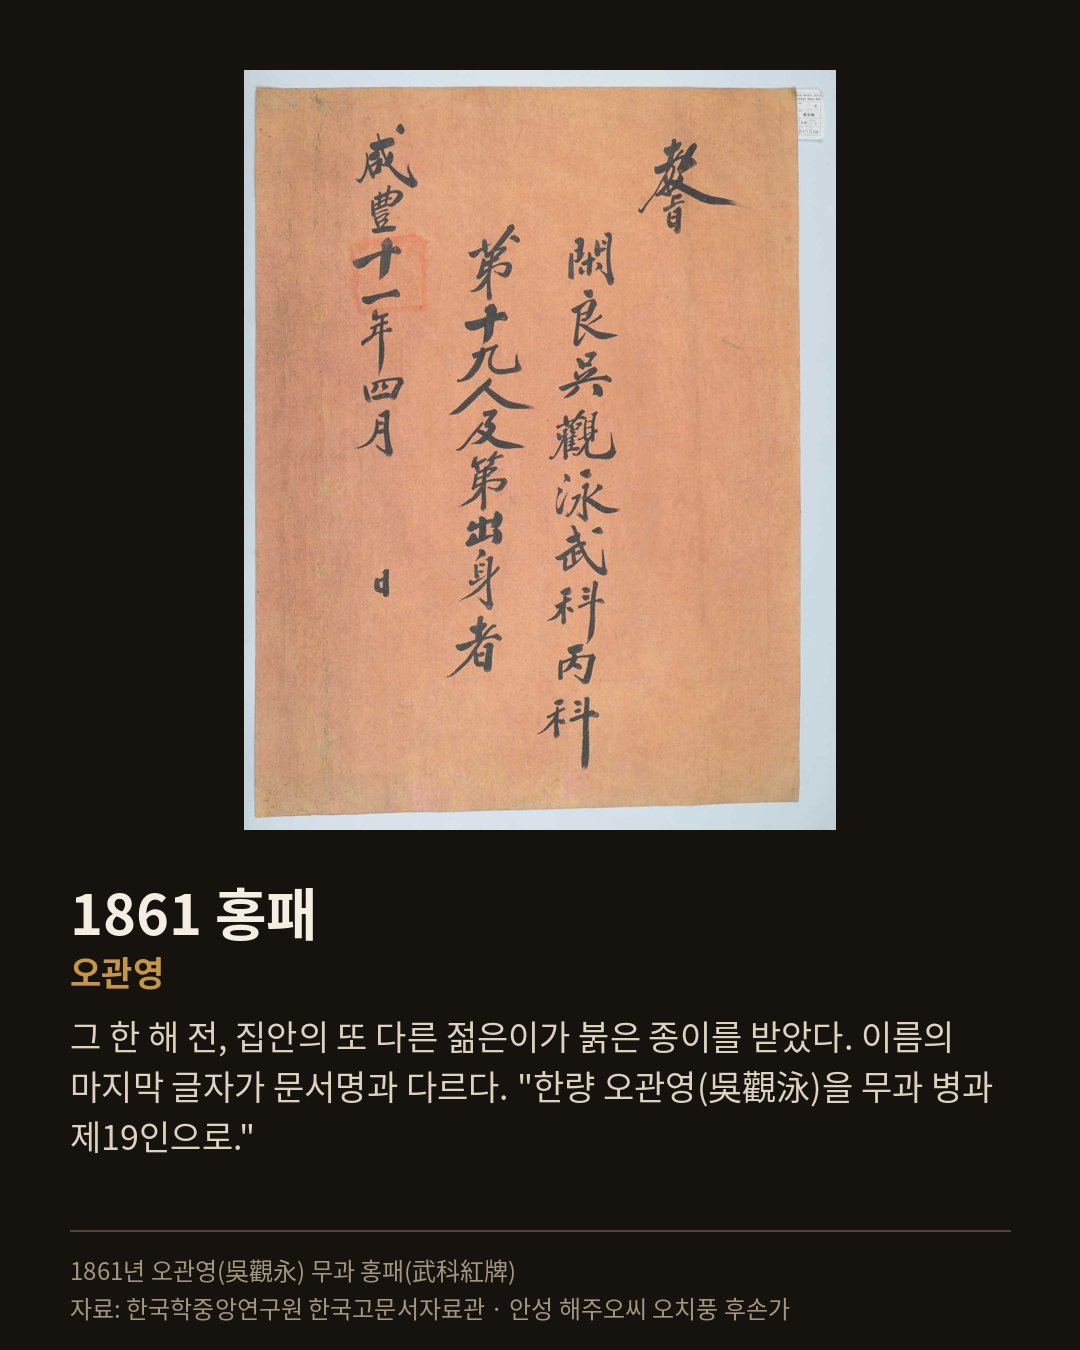 敎旨
閑良吳觀泳武科丙科
第十九人及第出身者
咸豊十一年四月 日
1861 홍패
오관영
그 한 해 전, 집안의 또 다른 젊은이가 붉은 종이를 받았다. 이름의
마지막 글자가 문서명과 다르다. "한량 오관영(吳觀泳)을 무과 병과
제19인으로."
1861년 오관영(吳觀永) 무과 홍패(武科紅牌)
자료: 한국학중앙연구원 한국고문서자료관 · 안성 해주오씨 오치풍 후손가